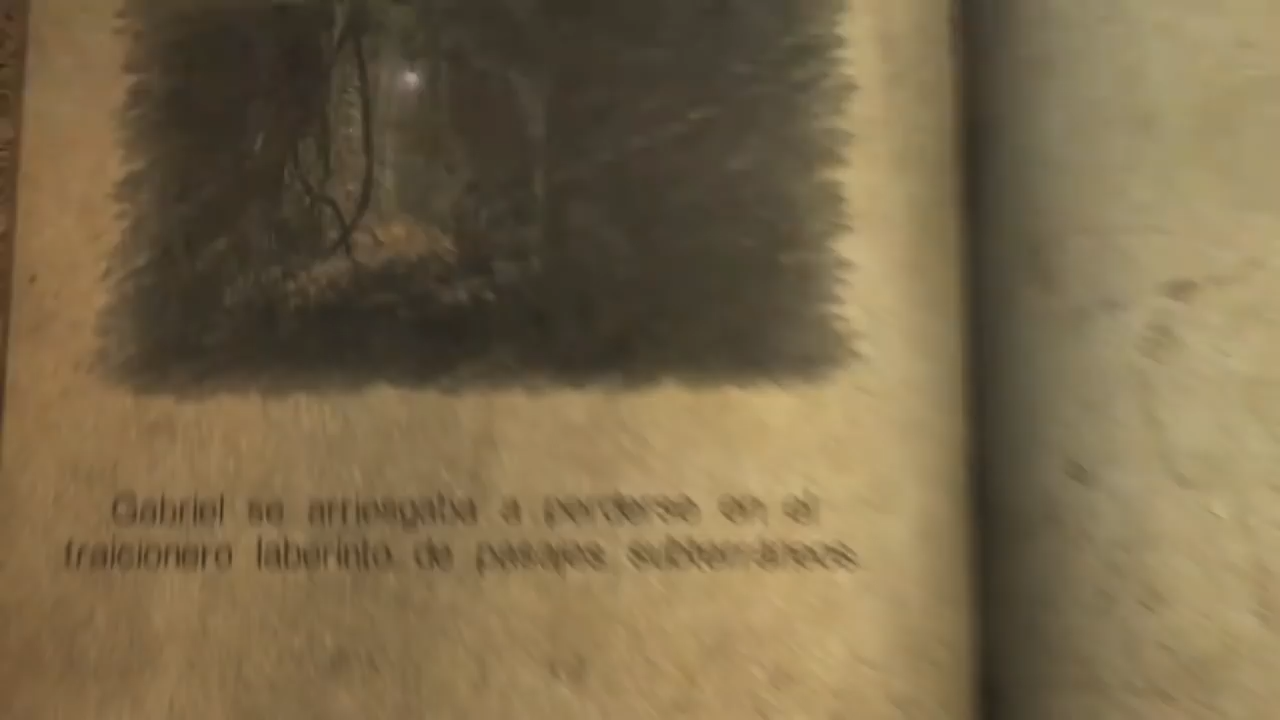 Gabriel se arriesgaba a perderse en el
traicionero laberinto de pasajes subterráneos